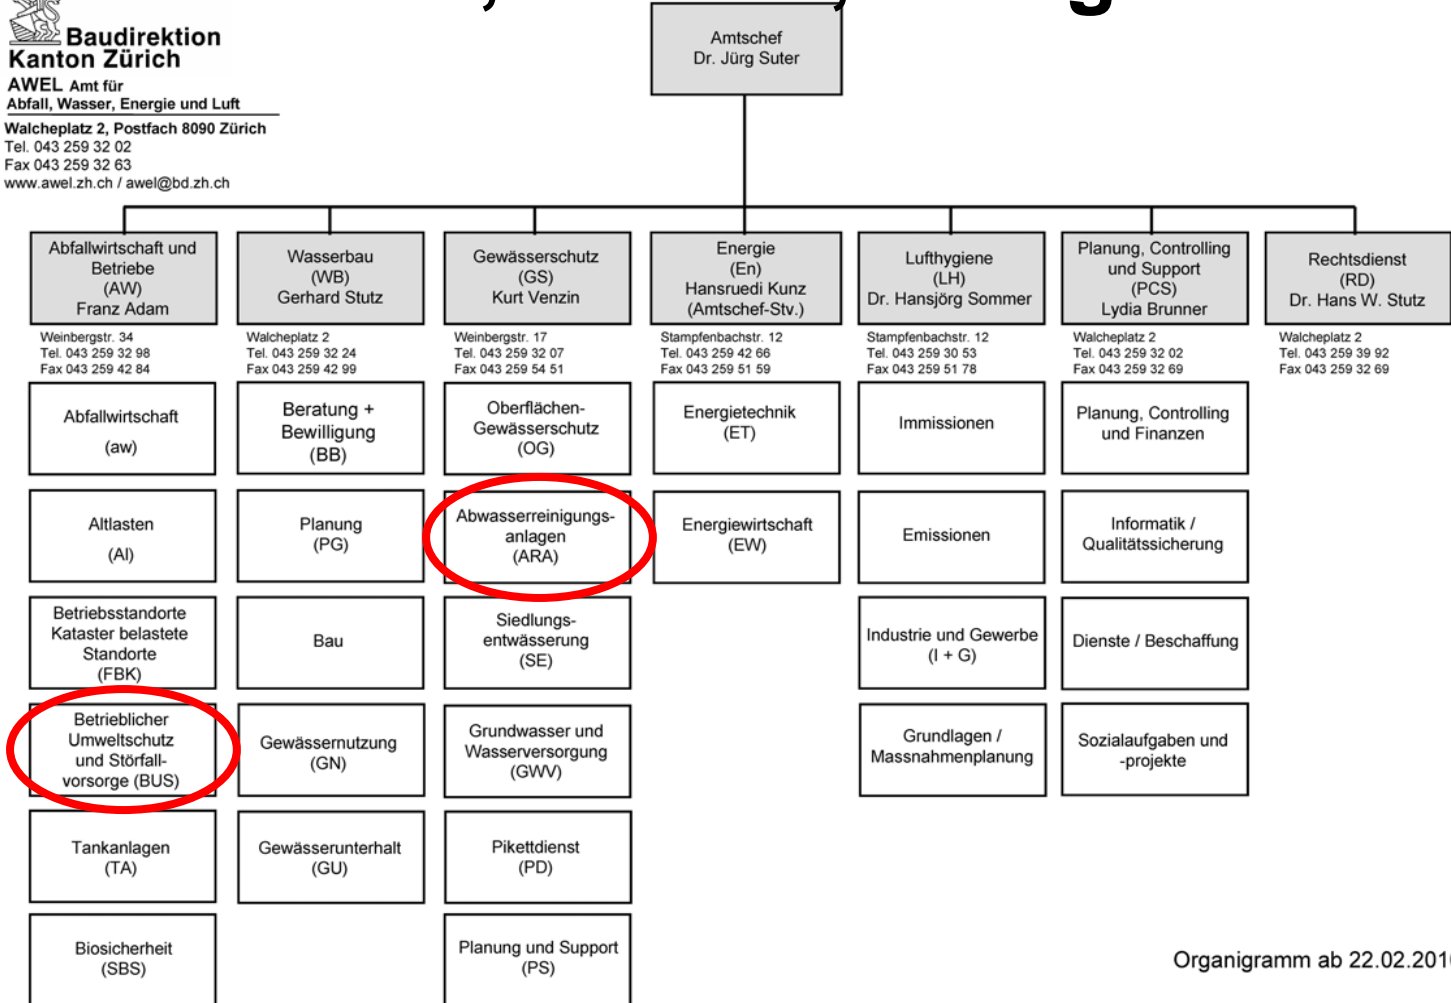 Baudirektion
Kanton Zürich
AWEL Amt für
Abfall, Wasser, Energie und Luft
Walcheplatz 2, Postfach 8090 Zürich
Tel. 043 259 32 02
Fax 043 259 32 63
www.awel.zh.ch / awel@bd.zh.ch
Amtschef
Dr. Jürg Suter
Abfallwirtschaft und
Betriebe
(AW)
Franz Adam
Weinbergstr. 34
Tel. 043 259 32 98
Fax 043 259 42 84
Abfallwirtschaft
(aw)
Altlasten
(Al)
Betriebsstandorte
Kataster belastete
Standorte
(FBK)
Betrieblicher
Umweltschutz
und Störfall-
vorsorge (BUS)
Tankanlagen
(TA)
Biosicherheit
(SBS)
Wasserbau
(WB)
Gerhard Stutz
Walcheplatz 2
Tel. 043 259 32 24
Fax 043 259 42 99
Beratung +
Bewilligung
(BB)
Planung
(PG)
Bau
Gewässernutzung
(GN)
Gewässerunterhalt
(GU)
Gewässerschutz
(GS)
Kurt Venzin
Weinbergstr. 17
Tel. 043 259 32 07
Fax 043 259 54 51
Oberflächen-
Gewässerschutz
(OG)
Abwasserreinigungs-
anlagen
(ARA)
Siedlungs-
entwässerung
(SE)
Grundwasser und
Wasserversorgung
(GWV)
Pikettdienst
(PD)
Planung und Support
(PS)
Energie
(En)
Hansruedi Kunz
(Amtschef-Stv.)
Stampfenbachstr. 12
Tel. 043 259 42 66
Fax 043 259 51 59
Energietechnik
(ET)
Energiewirtschaft
(EW)
Lufthygiene
(LH)
Dr. Hansjörg Sommer
Stampfenbachstr. 12
Tel. 043 259 30 53
Fax 043 259 51 78
Immissionen
Emissionen
Industrie und Gewerbe
(I + G)
Grundlagen /
Massnahmenplanung
Planung, Controlling
und Support
(PCS)
Lydia Brunner
Walcheplatz 2
Tel. 043 259 32 02
Fax 043 259 32 69
Planung, Controlling
und Finanzen
Informatik /
Qualitätssicherung
Dienste / Beschaffung
Sozialaufgaben und
-projekte
Rechtsdienst
(RD)
Dr. Hans W. Stutz
Walcheplatz 2
Tel. 043 259 39 92
Fax 043 259 32 69
Organigramm ab 22.02.2010